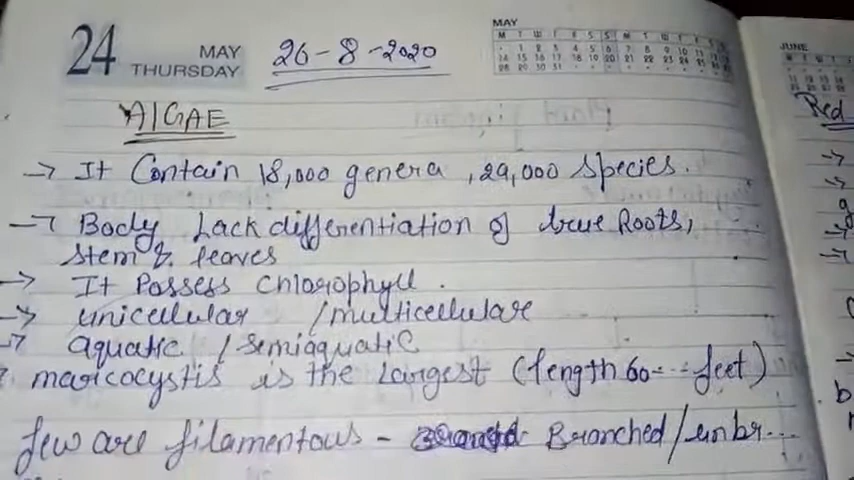 24
MAY
THURSDAY
26-8-2020
MAY
M T W T F S S M T W T F S S
JUNE
AlGAE
Red
→ It Contain 18,000 genera, 29,000 Species.
→ Body Lack differentiation of true Roots,
Stem & leaves
→ It Possess Chlorophyll.
→ unicellular / multicellular
→ aquatic / Semiaquatic
maricocystis is the Largest (length 60-- feet)
few are filamentous - Branched/unbr..